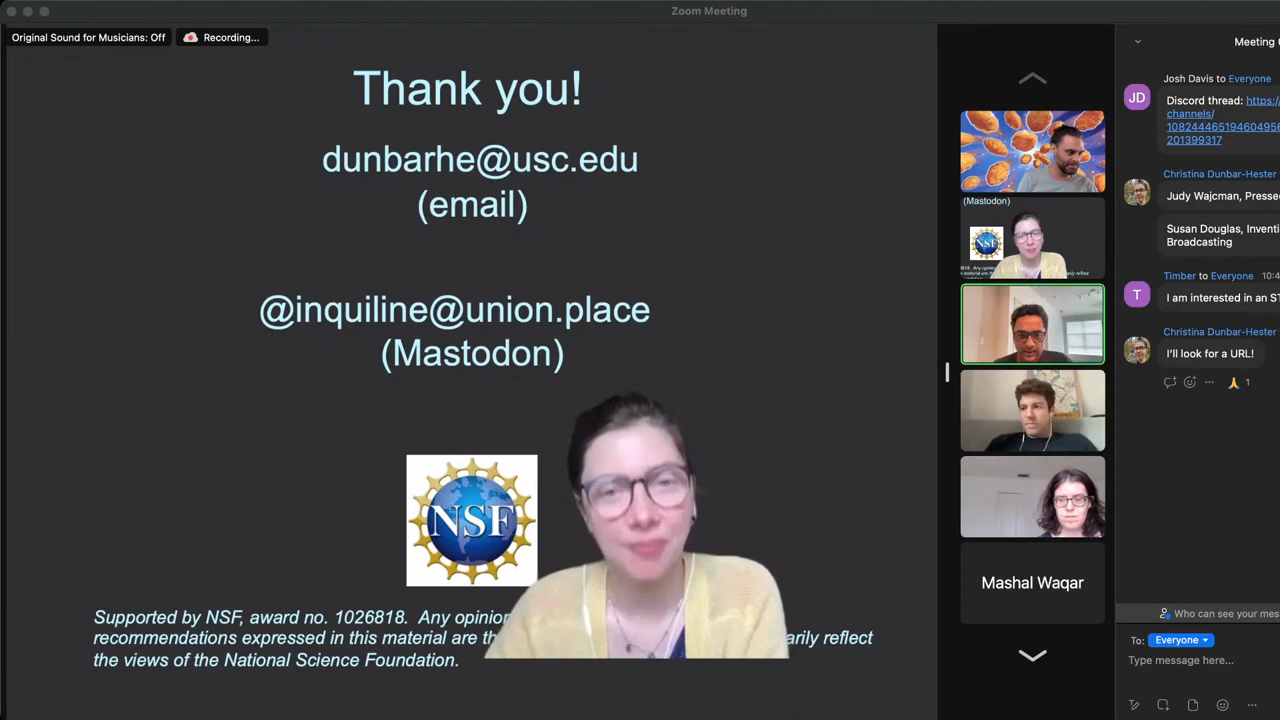 Zoom Meeting
Original Sound for Musicians: Off
Recording...
Thank you!
dunbarhe@usc.edu
(email)
@inquiline@union.place
(Mastodon)
NSF
Supported by NSF, award no. 1026818. Any opinion
recommendations expressed in this material are th
arily reflect
the views of the National Science Foundation.
(Mastodon)
NSF
Mashal Waqar
Meeting
Josh Davis to Everyone
JD
Discord thread: https:/
channels/
108244465194604956
201399317
Christina Dunbar-Hester
Judy Wajcman, Presse
Susan Douglas, Inventi
Broadcasting
Timber to Everyone 10:4
T
I am interested in an ST
Christina Dunbar-Hester
I'll look for a URL!
1
Who can see your mes
To: Everyone
Type message here...